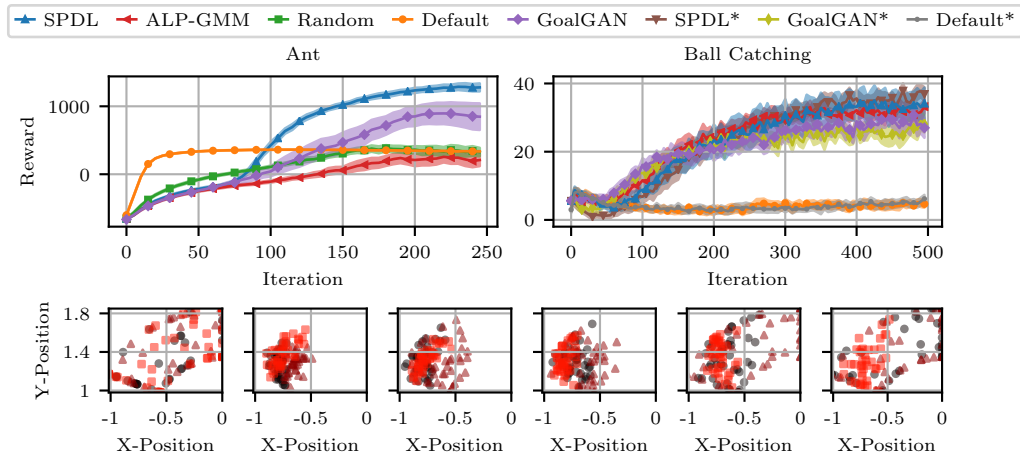 SPDL ALP-GMM Random Default GoalGAN SPDL* GoalGAN* Default*
Ant
Ball Catching
Reward
1000
0
0 50 100 150 200 250
Iteration
40
20
0
0 100 200 300 400 500
Iteration
Y-Position
1.8
1.4
1
-1 -0.5 0
X-Position
-1 -0.5 0
X-Position
-1 -0.5 0
X-Position
-1 -0.5 0
X-Position
-1 -0.5 0
X-Position
-1 -0.5 0
X-Position